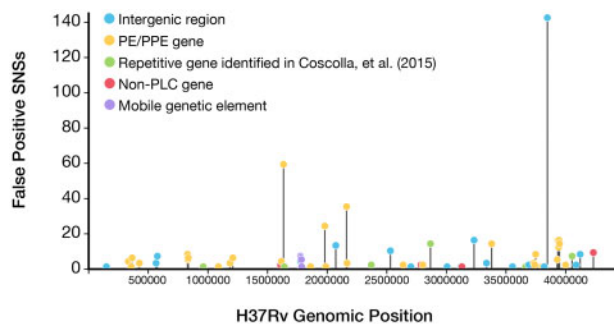 Intergenic region
PE/PPE gene
Repetitive gene identified in Coscolla, et al. (2015)
Non-PLC gene
Mobile genetic element
False Positive SNSs
140
120
100
80
60
40
20
0
0 500000 1000000 1500000 2000000 2500000 3000000 3500000 4000000
H37Rv Genomic Position